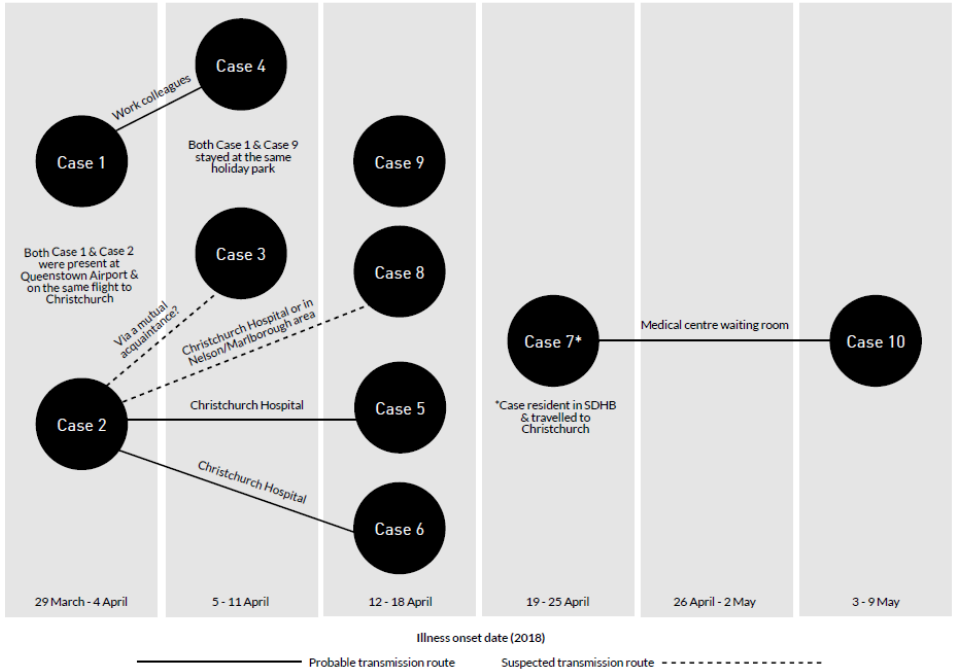 Case 4
Work colleagues
Case 1
Both Case 1 & Case 9
stayed at the same
holiday park
Case 9
Both Case 1 & Case 2
were present at
Queenstown Airport &
on the same flight to
Christchurch
Case 3
Case 8
Via a mutual
acquaintance?
Christchurch Hospital or in
Nelson/Marlborough area
Case 7*
Medical centre waiting room
Case 10
*Case resident in SDHB
& travelled to
Christchurch
Case 2
Christchurch Hospital
Case 5
Christchurch Hospital
Case 6
29 March - 4 April
5 - 11 April
12 - 18 April
19 - 25 April
26 April - 2 May
3 - 9 May
Illness onset date (2018)
Probable transmission route
Suspected transmission route